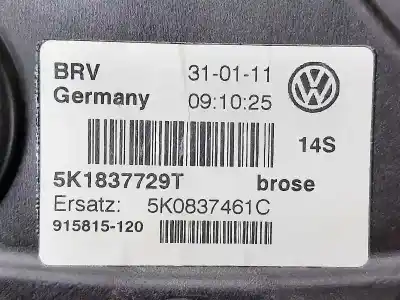 BRV 31-01-11
Germany 09:10:25
14S
5K1837729T brose
Ersatz: 5K0837461C
915815-120